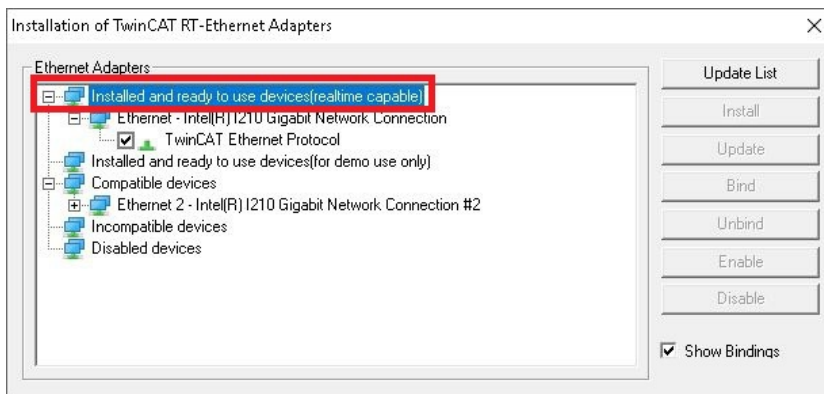 Installation of TwinCAT RT-Ethernet Adapters
Ethernet Adapters
Installed and ready to use devices(realtime capable)
Ethernet - Intel(R) I210 Gigabit Network Connection
TwinCAT Ethernet Protocol
Installed and ready to use devices(for demo use only)
Compatible devices
Ethernet 2 - Intel(R) I210 Gigabit Network Connection #2
Incompatible devices
Disabled devices
Update List
Install
Update
Bind
Unbind
Enable
Disable
Show Bindings